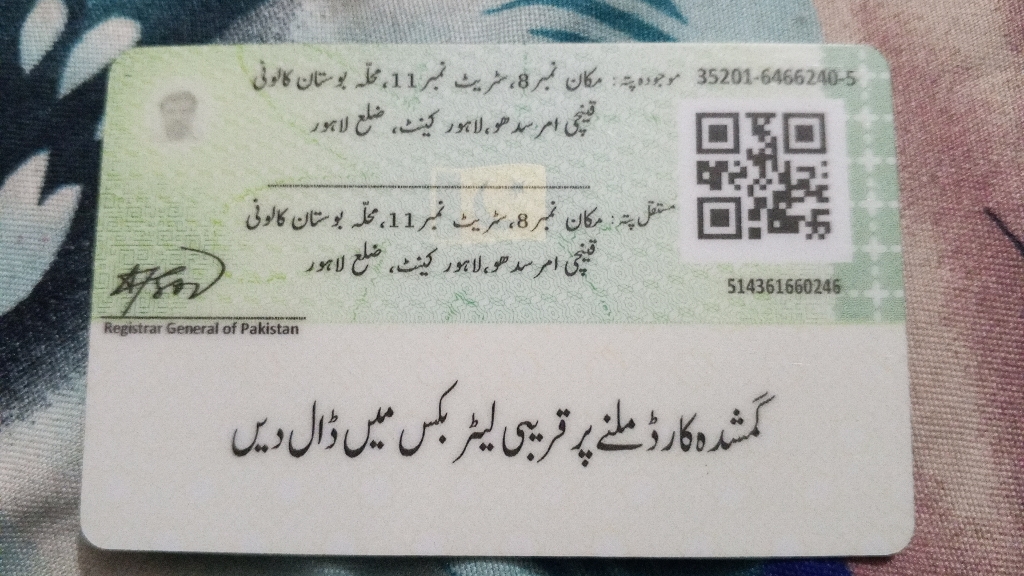 35201-6466240-5
موجودہ پتہ: مکان نمبر 8، سٹریٹ نمبر 11، محلّہ بوستان کالونی
قینچی امرسدھو، لاہور کینٹ، ضلع لاہور
مستقل پتہ: مکان نمبر 8، سٹریٹ نمبر 11، محلّہ بوستان کالونی
قینچی امرسدھو، لاہور کینٹ، ضلع لاہور
514361660246
Registrar General of Pakistan
گمشدہ کارڈ ملنے پر قریبی لیٹر بکس میں ڈال دیں